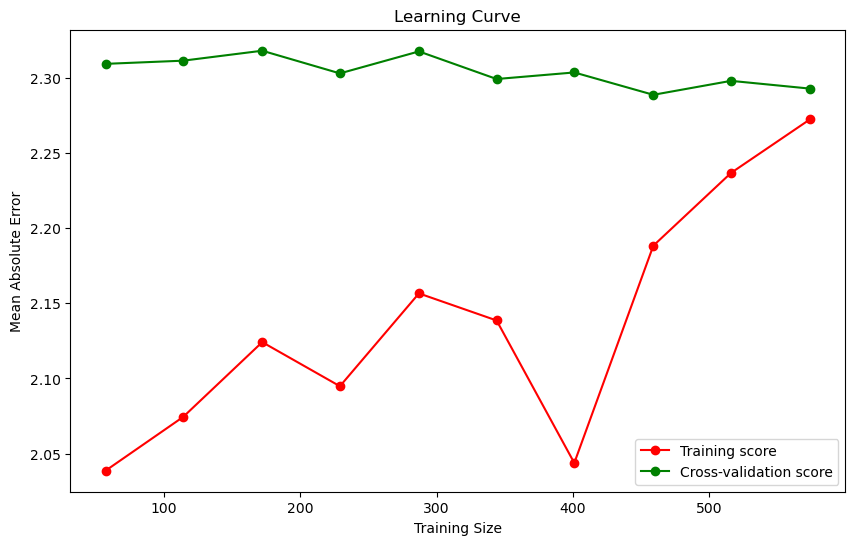 Learning Curve
Mean Absolute Error
2.30
2.25
2.20
2.15
2.10
2.05
100
200
300
400
500
Training Size
Training score
Cross-validation score